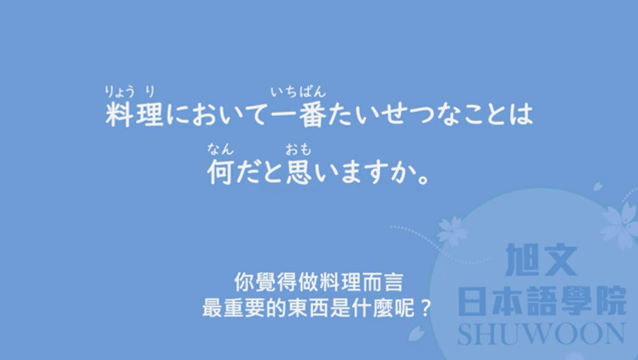 りょう り いちばん
料理において一番たいせつなことは
なん おも
何だと思いますか。
你覺得做料理而言
最重要的東西是什麼呢？
旭文
日本語學院
SHUWOON